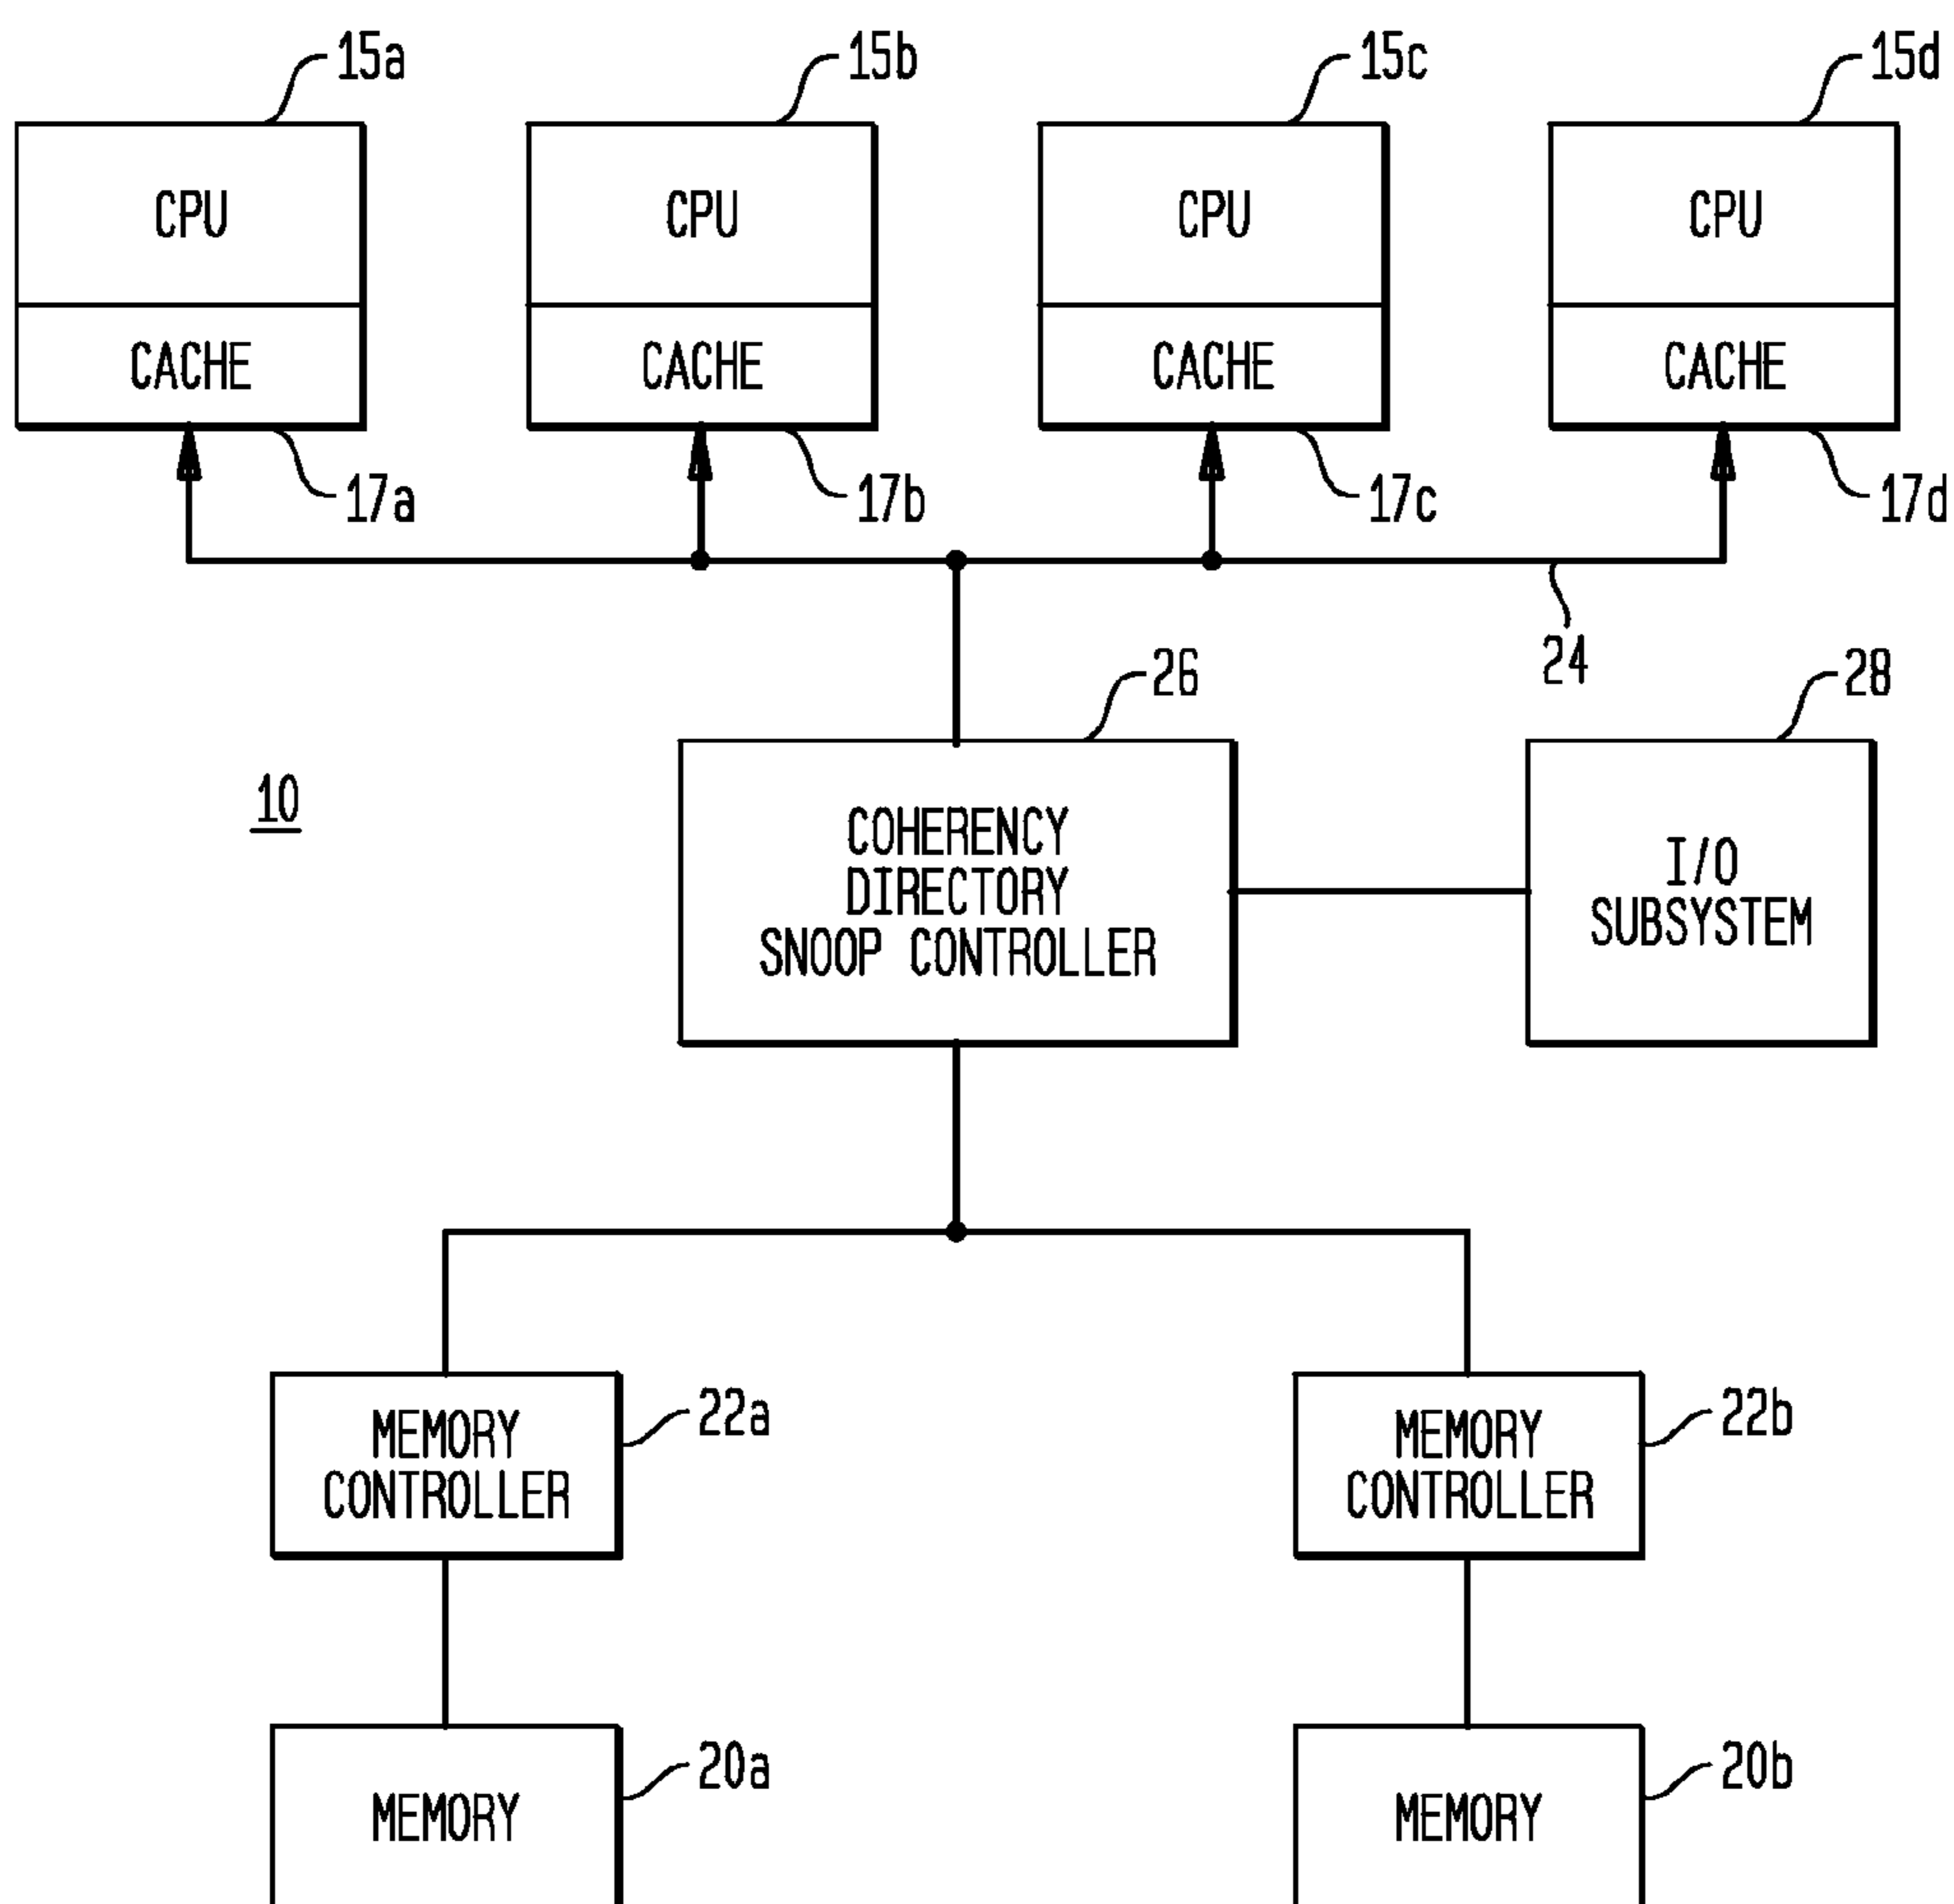 15a
15b
15c
15d
CPU
CPU
CPU
CPU
CACHE
CACHE
CACHE
CACHE
17a
17b
17c
17d
24
26
28
10
COHERENCY
DIRECTORY
SNOOP CONTROLLER
I/O
SUBSYSTEM
22a
22b
MEMORY
CONTROLLER
MEMORY
CONTROLLER
20a
20b
MEMORY
MEMORY